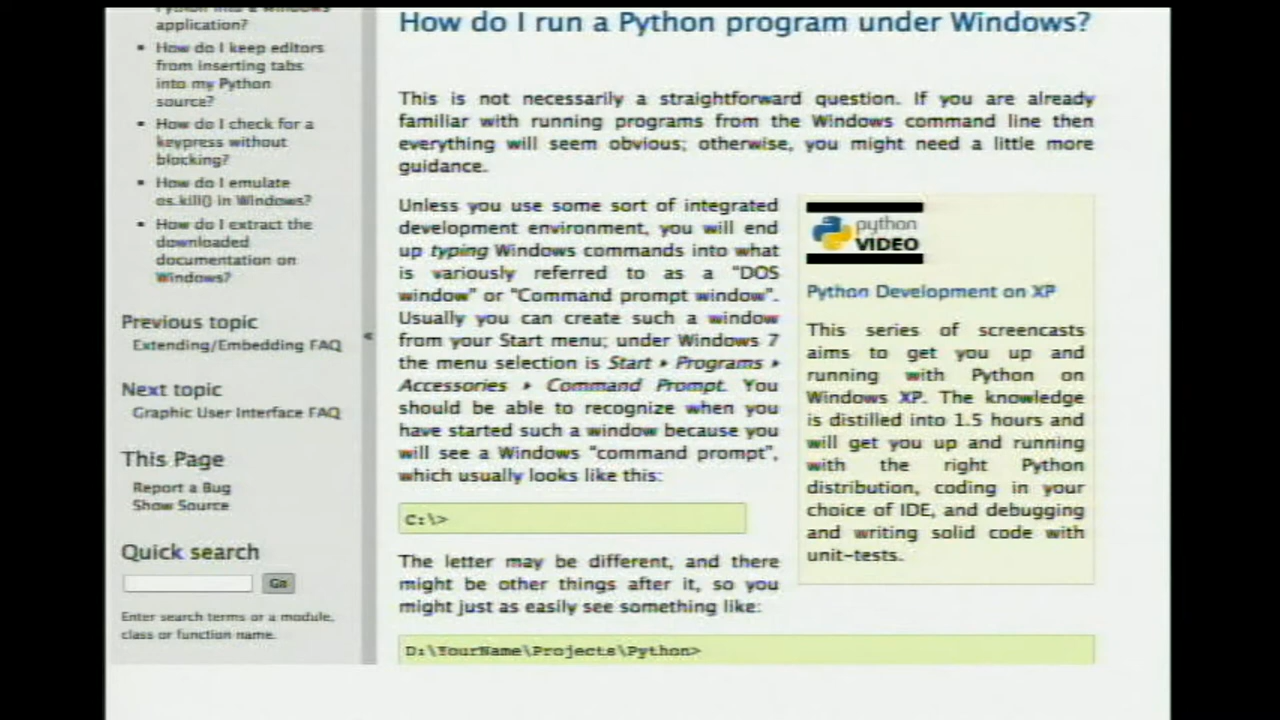 Python into a Windows
application?
How do I keep editors
from inserting tabs
into my Python
source?
How do I check for a
keypress without
blocking?
How do I emulate
os.kill() in Windows?
How do I extract the
downloaded
documentation on
Windows?
Previous topic
Extending/Embedding FAQ
Next topic
Graphic User Interface FAQ
This Page
Report a Bug
Show Source
Quick search
Go
Enter search terms or a module,
class or function name.
«
How do I run a Python program under Windows?
This is not necessarily a straightforward question. If you are already
familiar with running programs from the Windows command line then
everything will seem obvious; otherwise, you might need a little more
guidance.
Unless you use some sort of integrated
development environment, you will end
up typing Windows commands into what
is variously referred to as a "DOS
window" or "Command prompt window".
Usually you can create such a window
from your Start menu; under Windows 7
the menu selection is Start ▸ Programs ▸
Accessories ▸ Command Prompt. You
should be able to recognize when you
have started such a window because you
will see a Windows "command prompt",
which usually looks like this:
C:\>
The letter may be different, and there
might be other things after it, so you
might just as easily see something like:
D:\YourName\Projects\Python>
python
VIDEO
Python Development on XP
This series of screencasts
aims to get you up and
running with Python on
Windows XP. The knowledge
is distilled into 1.5 hours and
will get you up and running
with the right Python
distribution, coding in your
choice of IDE, and debugging
and writing solid code with
unit-tests.